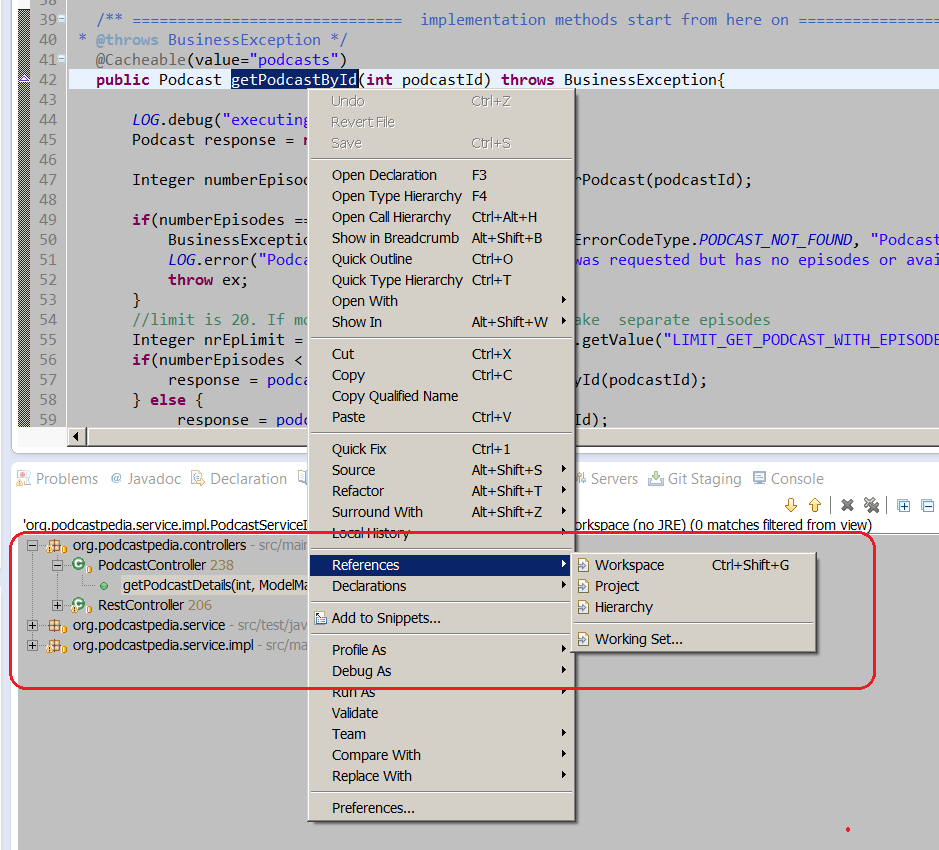 38
39 /** ============================== implementation methods start from here on ================
40 * @throws BusinessException */
41 @Cacheable(value="podcasts")
42 public Podcast getPodcastById(int podcastId) throws BusinessException{
43
44 LOG.debug("executing
45 Podcast response =
46
47 Integer numberEpiso rPodcast(podcastId);
48
49 if(numberEpisodes ==
50 BusinessExceptio ErrorCodeType.PODCAST_NOT_FOUND, "Podcast
51 LOG.error("Podca was requested but has no episodes or avai
52 throw ex;
53 }
54 //limit is 20. If mo ake separate episodes
55 Integer nrEpLimit = .getValue("LIMIT_GET_PODCAST_WITH_EPISODE
56 if(numberEpisodes <
57 response = podca yId(podcastId);
58 } else {
59 response = podc Id);
Undo Ctrl+Z
Revert File
Save Ctrl+S
Open Declaration F3
Open Type Hierarchy F4
Open Call Hierarchy Ctrl+Alt+H
Show in Breadcrumb Alt+Shift+B
Quick Outline Ctrl+O
Quick Type Hierarchy Ctrl+T
Open With
Show In Alt+Shift+W
Cut Ctrl+X
Copy Ctrl+C
Copy Qualified Name
Paste Ctrl+V
Quick Fix Ctrl+1
Source Alt+Shift+S
Refactor Alt+Shift+T
Surround With Alt+Shift+Z
Local History
References
Declarations
Add to Snippets...
Profile As
Debug As
Run As
Validate
Team
Compare With
Replace With
Preferences...
Workspace Ctrl+Shift+G
Project
Hierarchy
Working Set...
Problems @ Javadoc Declaration Servers Git Staging Console
'org.podcastpedia.service.impl.PodcastServiceI orkspace (no JRE) (0 matches filtered from view)
org.podcastpedia.controllers - src/main
PodcastController 238
getPodcastDetails(int, ModelMa
RestController 206
org.podcastpedia.service - src/test/jav
org.podcastpedia.service.impl - src/ma